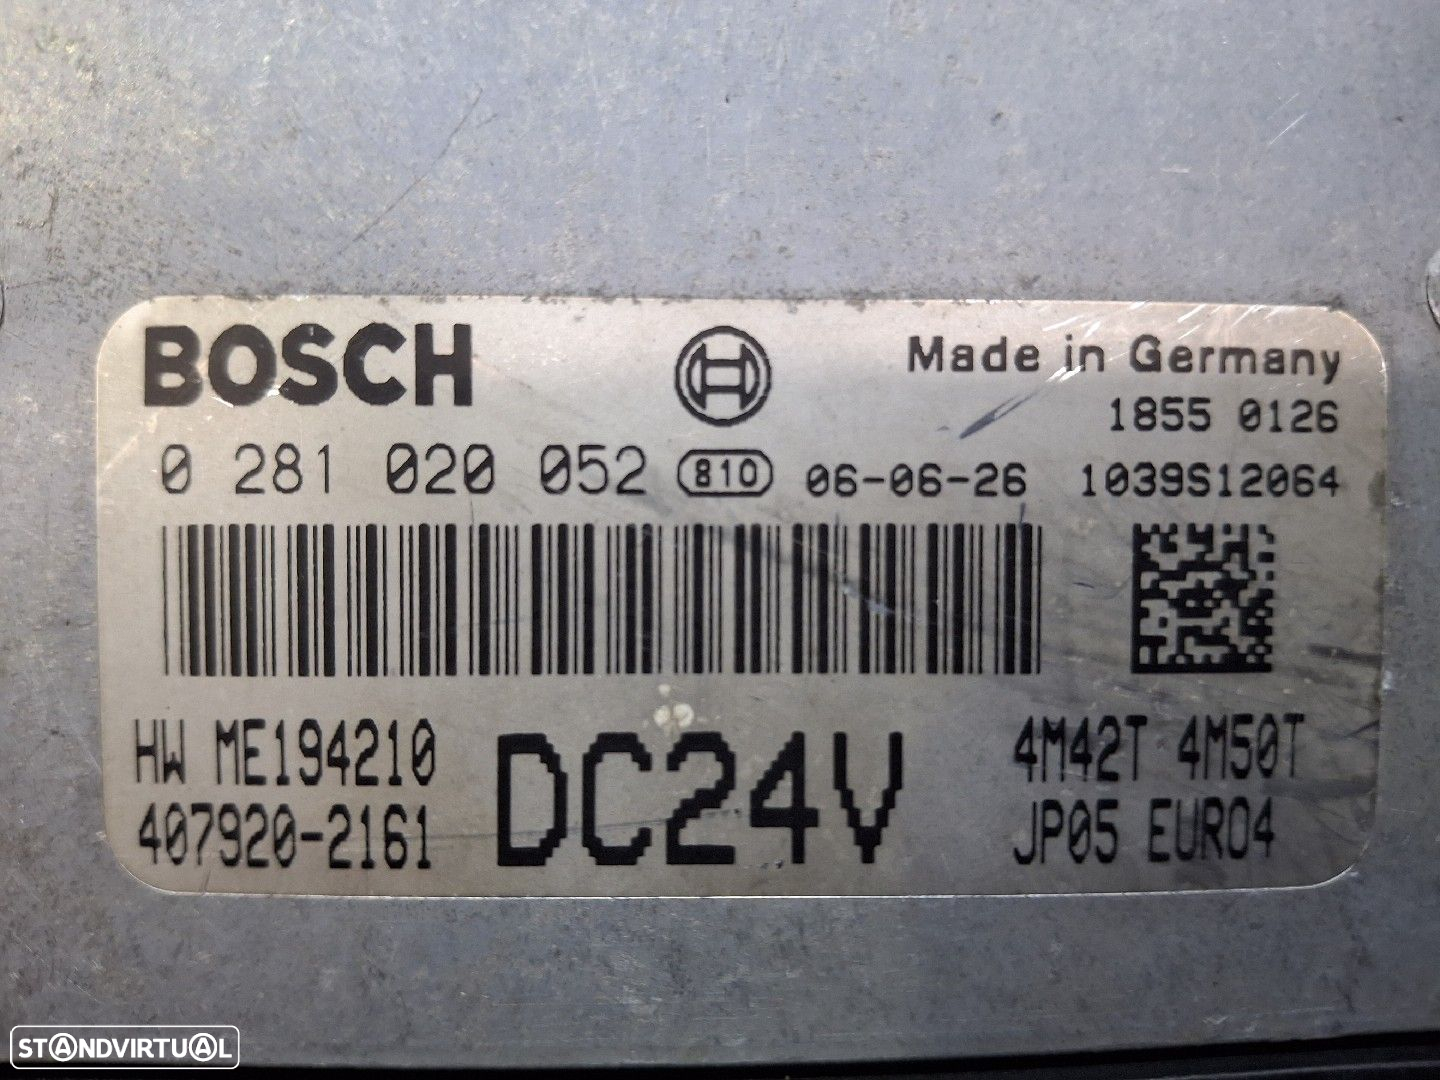 BOSCH
Made in Germany
1855 0126
0 281 020 052 810 06-06-26 1039S12064
HW ME194210
407920-2161
DC24V
4M42T 4M50T
JP05 EURO4
STANDVIRTUAL